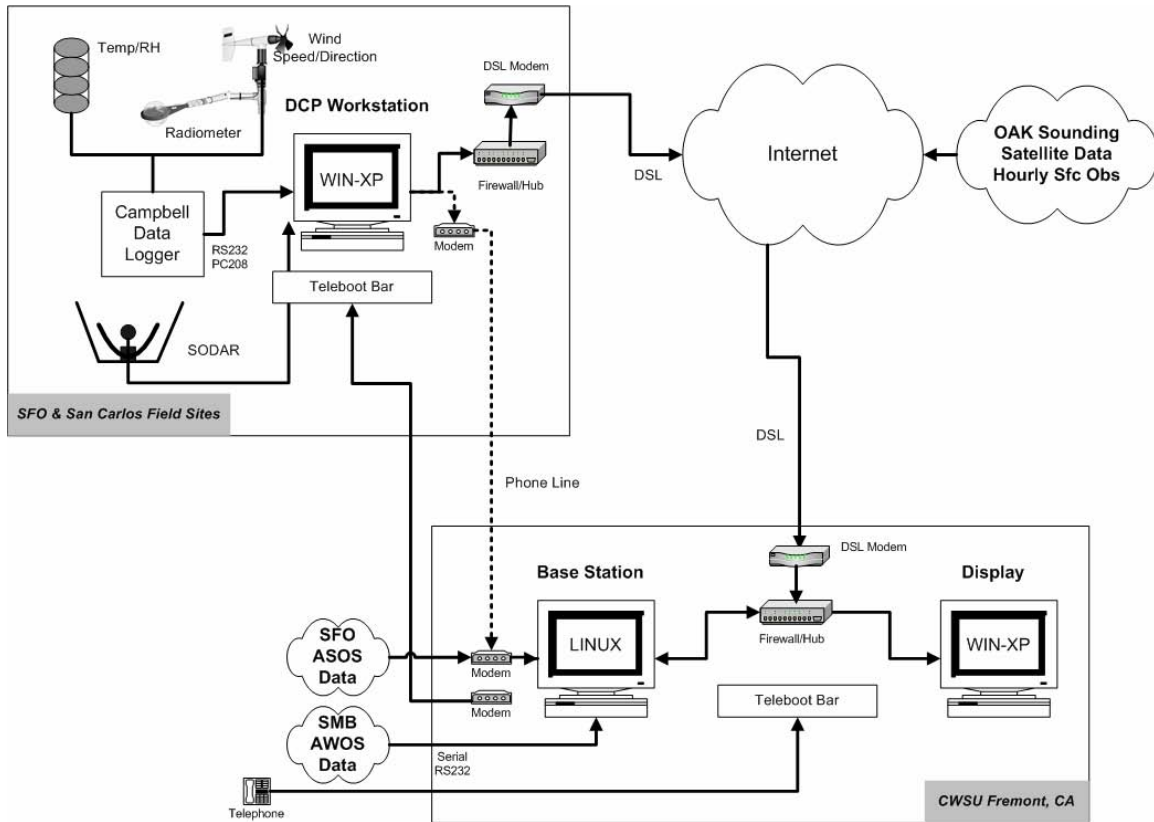 Temp/RH
Wind
Speed/Direction
Radiometer
DCP Workstation
WIN-XP
DSL Modem
Firewall/Hub
Modem
Campbell
Data
Logger
RS232
PC208
Teleboot Bar
SODAR
SFO & San Carlos Field Sites
DSL
Internet
OAK Sounding
Satellite Data
Hourly Sfc Obs
DSL
Phone Line
DSL Modem
Base Station
Display
LINUX
Firewall/Hub
WIN-XP
SFO
ASOS
Data
Modem
Modem
Teleboot Bar
SMB
AWOS
Data
Serial
RS232
Telephone
CWSU Fremont, CA